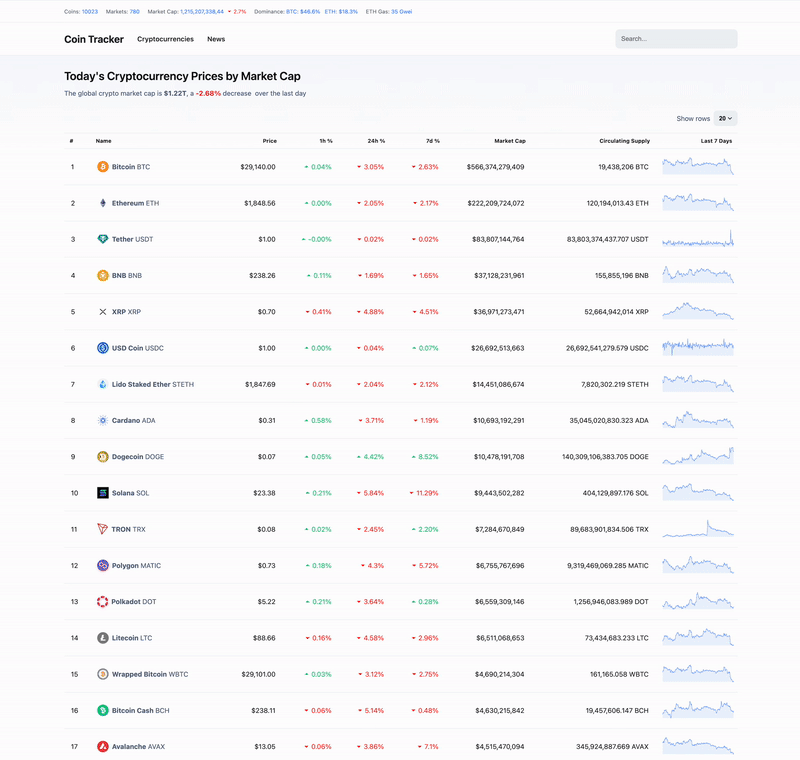 Coins: 10023 Markets: 780 Market Cap: 1,215,207,338,44 2.7% Dominance: BTC: $46.6% ETH: $18.3% ETH Gas: 35 Gwei
Coin Tracker Cryptocurrencies News Search...
Today's Cryptocurrency Prices by Market Cap
The global crypto market cap is $1.22T, a -2.68% decrease over the last day
Show rows 20
# Name Price 1h % 24h % 7d % Market Cap Circulating Supply Last 7 Days
1 Bitcoin BTC $29,140.00 0.04% 3.05% 2.63% $566,374,279,409 19,438,206 BTC
2 Ethereum ETH $1,848.56 0.00% 2.05% 2.17% $222,209,724,072 120,194,013.43 ETH
3 Tether USDT $1.00 -0.00% 0.02% 0.02% $83,807,144,764 83,803,374,437.707 USDT
4 BNB BNB $238.26 0.11% 1.69% 1.65% $37,128,231,961 155,855,196 BNB
5 XRP XRP $0.70 0.41% 4.88% 4.51% $36,971,273,471 52,664,942,014 XRP
6 USD Coin USDC $1.00 0.00% 0.04% 0.07% $26,692,513,663 26,692,541,279.579 USDC
7 Lido Staked Ether STETH $1,847.69 0.01% 2.04% 2.12% $14,451,086,674 7,820,302.219 STETH
8 Cardano ADA $0.31 0.58% 3.71% 1.19% $10,693,192,291 35,045,020,830.323 ADA
9 Dogecoin DOGE $0.07 0.05% 4.42% 8.52% $10,478,191,708 140,309,106,383.705 DOGE
10 Solana SOL $23.38 0.21% 5.84% 11.29% $9,443,502,282 404,129,897.176 SOL
11 TRON TRX $0.08 0.02% 2.45% 2.20% $7,284,670,849 89,683,901,834.506 TRX
12 Polygon MATIC $0.73 0.18% 4.3% 5.72% $6,755,767,696 9,319,469,069.285 MATIC
13 Polkadot DOT $5.22 0.21% 3.64% 0.28% $6,559,309,146 1,256,946,083.989 DOT
14 Litecoin LTC $88.66 0.16% 4.58% 2.96% $6,511,068,653 73,434,683.233 LTC
15 Wrapped Bitcoin WBTC $29,101.00 0.03% 3.12% 2.75% $4,690,214,304 161,165.058 WBTC
16 Bitcoin Cash BCH $238.11 0.06% 5.14% 0.48% $4,630,215,842 19,457,606.147 BCH
17 Avalanche AVAX $13.05 0.06% 3.86% 7.1% $4,515,470,094 345,924,887.669 AVAX